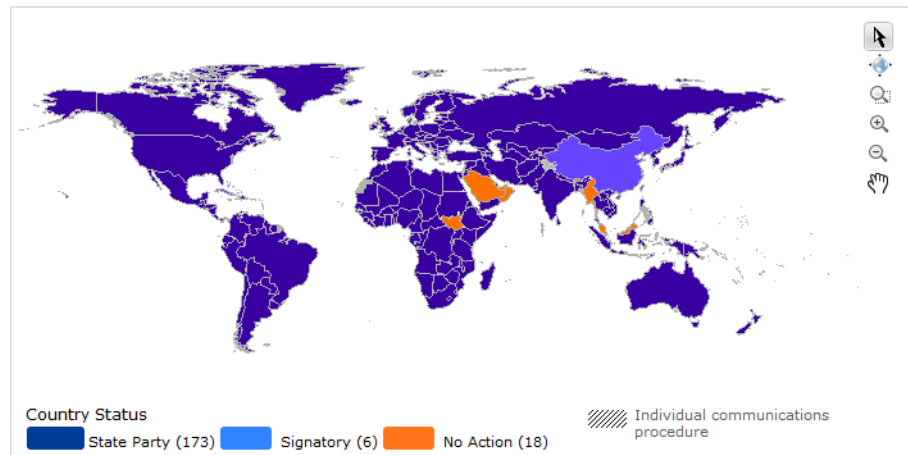 Country Status
State Party (173)
Signatory (6)
No Action (18)
Individual communications
procedure